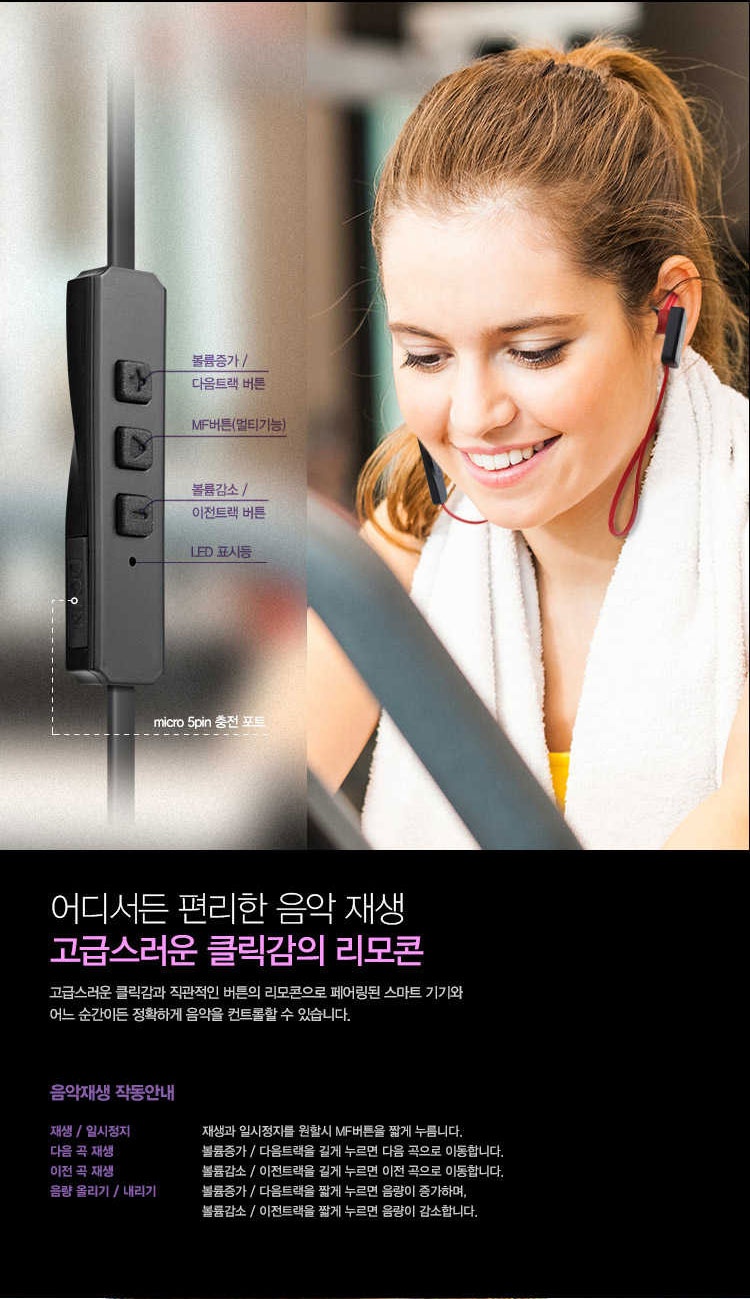 볼륨증가 /
다음트랙 버튼
MF버튼(멀티기능)
볼륨감소 /
이전트랙 버튼
LED 표시등
micro 5pin 충전 포트
어디서든 편리한 음악 재생
고급스러운 클릭감의 리모콘
고급스러운 클릭감과 직관적인 버튼의 리모콘으로 페어링된 스마트 기기와
어느 순간이든 정확하게 음악을 컨트롤할 수 있습니다.
음악재생 작동안내
재생 / 일시정지 재생과 일시정지를 원할시 MF버튼을 짧게 누릅니다.
다음 곡 재생 볼륨증가 / 다음트랙을 길게 누르면 다음 곡으로 이동합니다.
이전 곡 재생 볼륨감소 / 이전트랙을 길게 누르면 이전 곡으로 이동합니다.
음량 올리기 / 내리기 볼륨증가 / 다음트랙을 짧게 누르면 음량이 증가하며,
볼륨감소 / 이전트랙을 짧게 누르면 음량이 감소합니다.